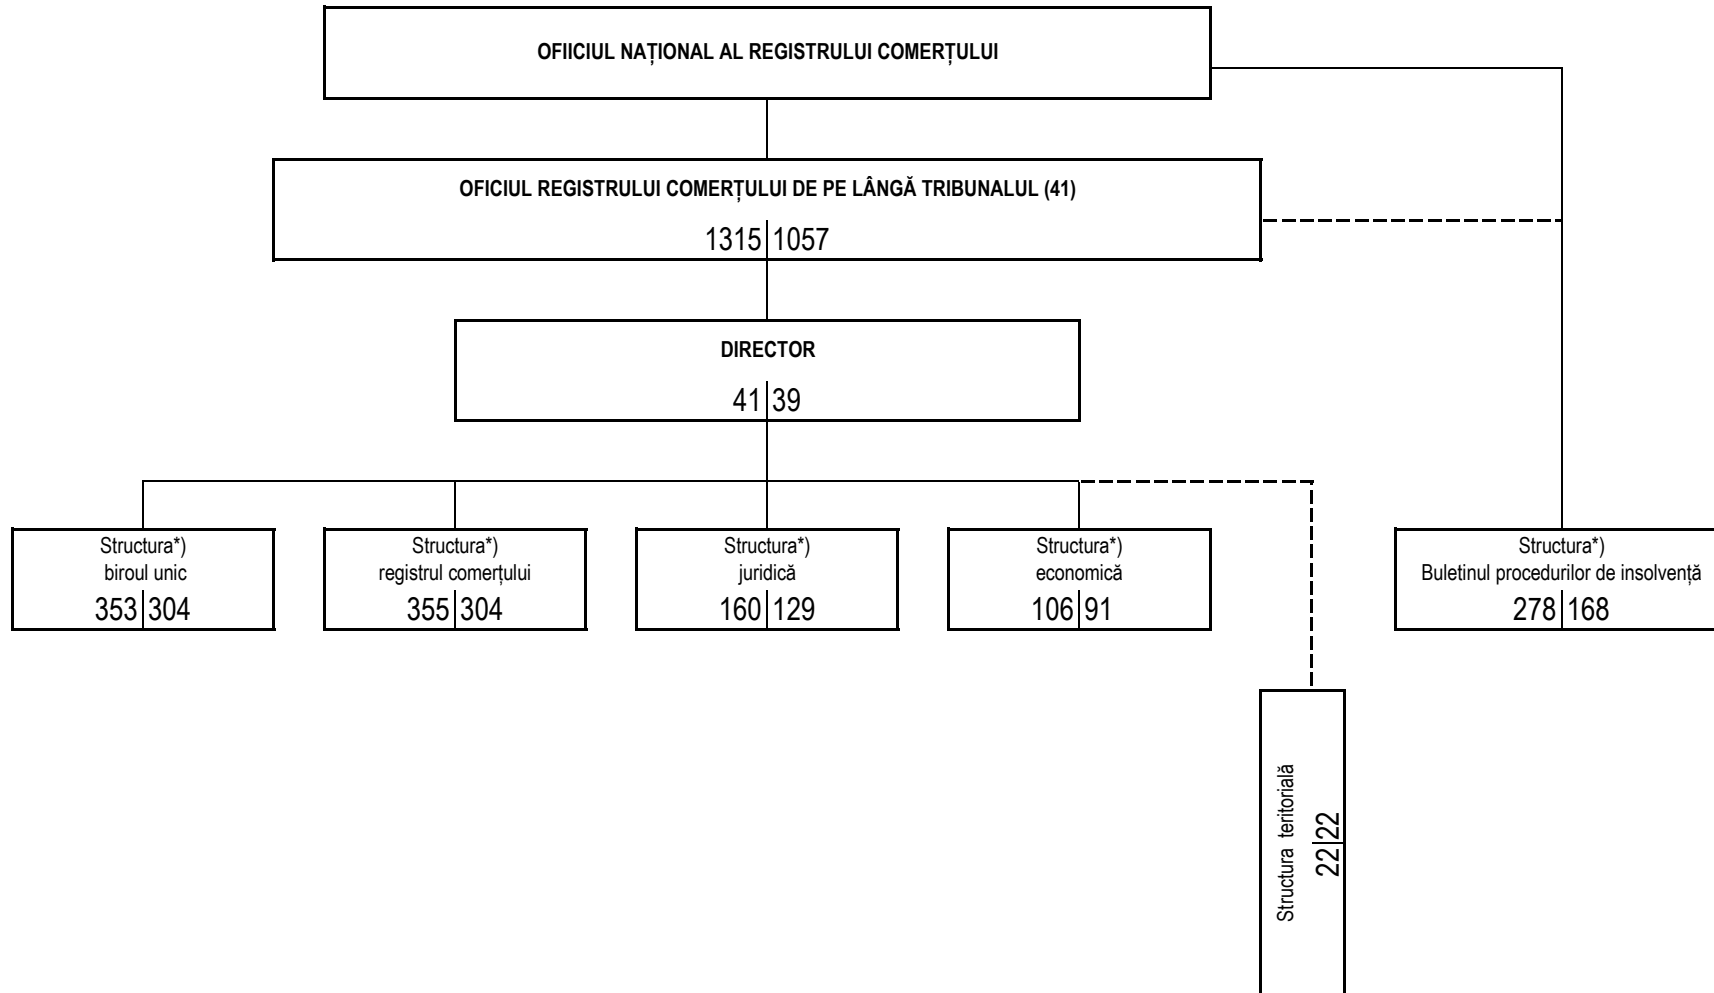 OFIICIUL NAȚIONAL AL REGISTRULUI COMERȚULUI
OFICIUL REGISTRULUI COMERȚULUI DE PE LÂNGĂ TRIBUNALUL (41)
1315 1057
DIRECTOR
41 39
Structura*)
biroul unic
353 304
Structura*)
registrul comerțului
355 304
Structura*)
juridică
160 129
Structura*)
economică
106 91
Structura*)
Buletinul procedurilor de insolvență
278 168
Structura teritorială
22 22